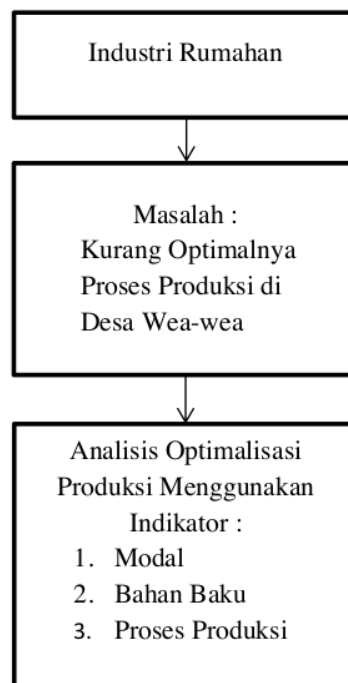 Industri Rumahan
Masalah :
Kurang Optimalnya
Proses Produksi di
Desa Wea-wea
Analisis Optimalisasi
Produksi Menggunakan
Indikator :
1. Modal
2. Bahan Baku
3. Proses Produksi